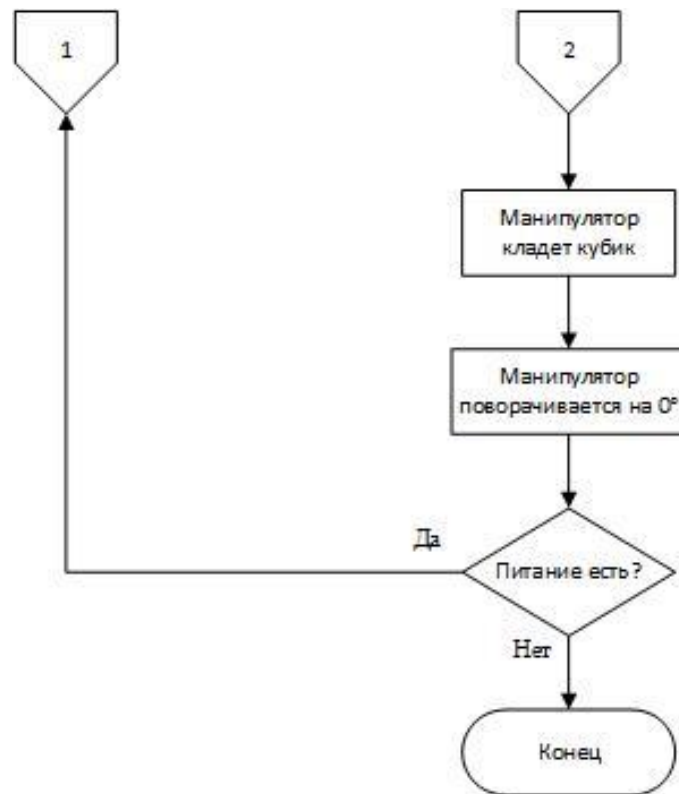 1
2
Манипулятор
кладет кубик
Манипулятор
поворачивается на 0°
Да
Питание есть?
Нет
Конец